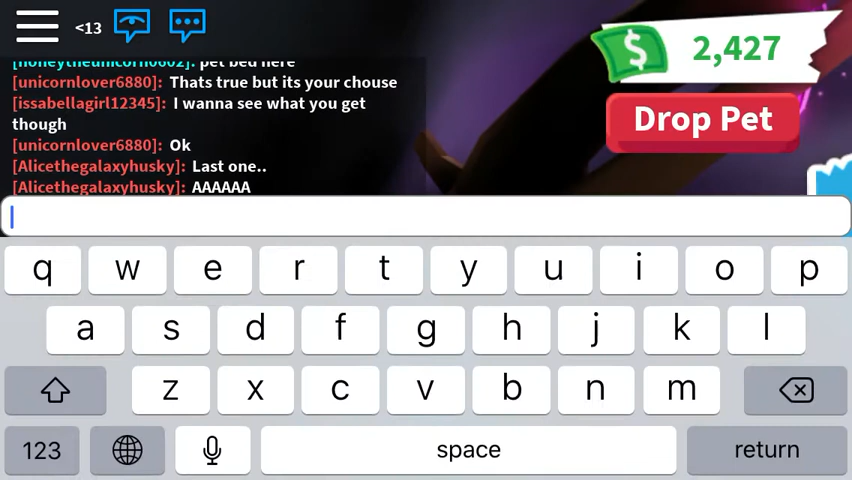 <13
[honeytheunicorn0602]: pet bed here
[unicornlover6880]: Thats true but its your chouse
[issabellagirl12345]: I wanna see what you get
though
[unicornlover6880]: Ok
[Alicethegalaxyhusky]: Last one..
[Alicethegalaxyhusky]: AAAAAA
$ 2,427
Drop Pet
q w e r t y u i o p
a s d f g h j k l
z x c v b n m
123 space return